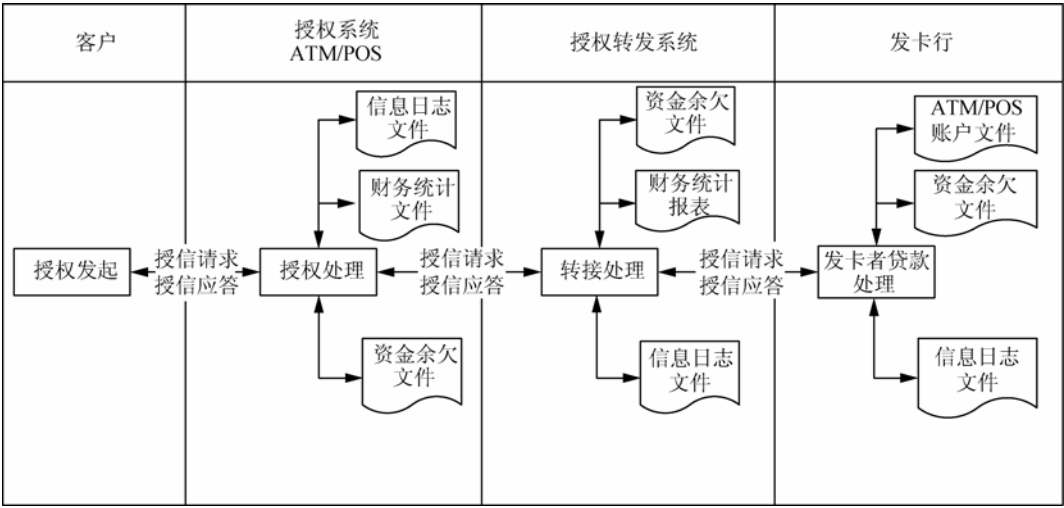 客户
授权系统
ATM/POS
授权转发系统
发卡行
信息日志
文件
资金余欠
文件
ATM/POS
账户文件
财务统计
文件
财务统计
报表
资金余欠
文件
授权发起
授信请求
授信应答
授权处理
授信请求
授信应答
转接处理
授信请求
授信应答
发卡者贷款
处理
资金余欠
文件
信息日志
文件
信息日志
文件